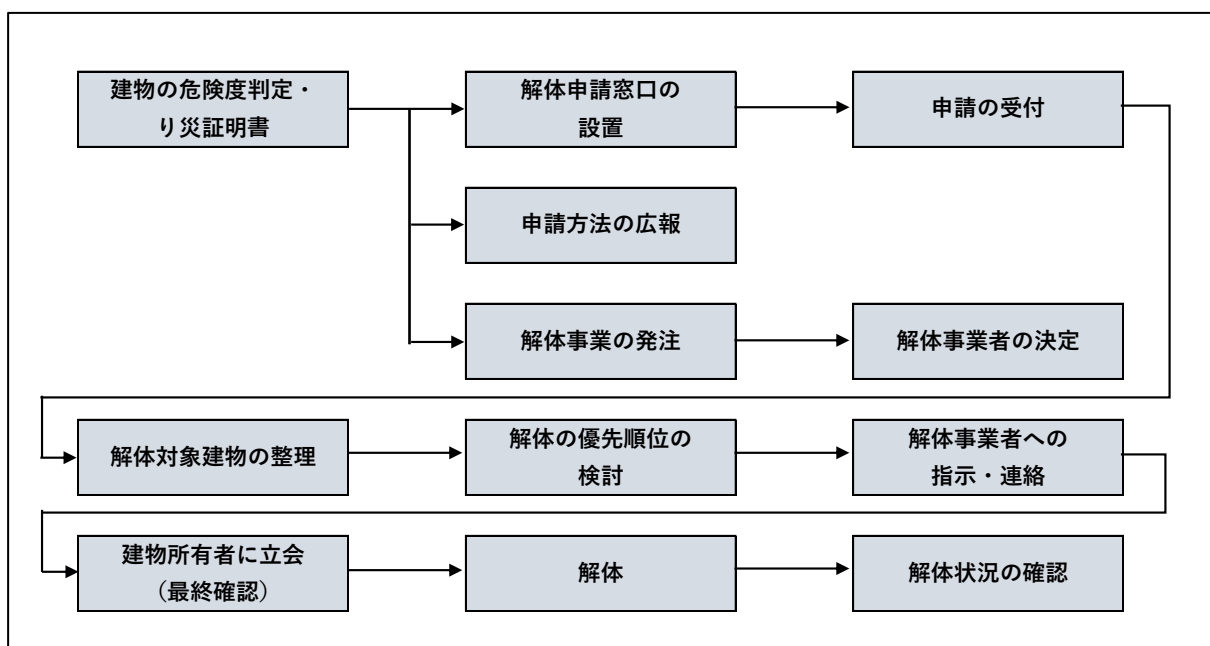 建物の危険度判定・
り災証明書
解体申請窓口の
設置
申請の受付
申請方法の広報
解体事業の発注
解体事業者の決定
解体対象建物の整理
解体の優先順位の
検討
解体事業者への
指示・連絡
建物所有者に立会
（最終確認）
解体
解体状況の確認